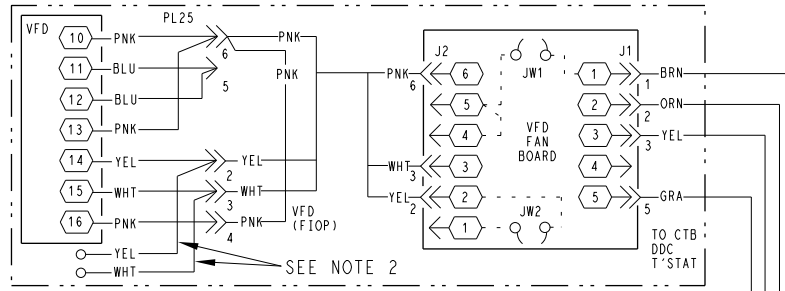 VFD PL25
10 PNK 6 PNK
PNK
11 BLU 5
12 BLU
13 PNK
14 YEL 2 YEL
15 WHT 3 WHT
16 PNK 4 PNK
VFD
(FIOP)
YEL
WHT
SEE NOTE 2
J2 J1
JW1
PNK 6 6 1 1 BRN
5 2 2 ORN
4 3 3 YEL
VFD
FAN
BOARD
WHT 3 3 4
YEL 2 2 5 5 GRA
1
JW2
TO CTB
DDC
T'STAT